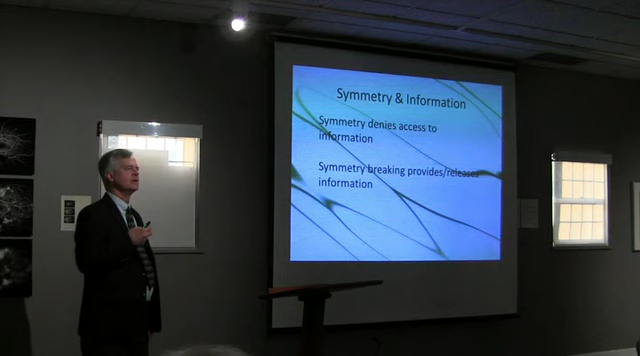 Symmetry & Information
Symmetry denies access to
information
Symmetry breaking provides/releases
information